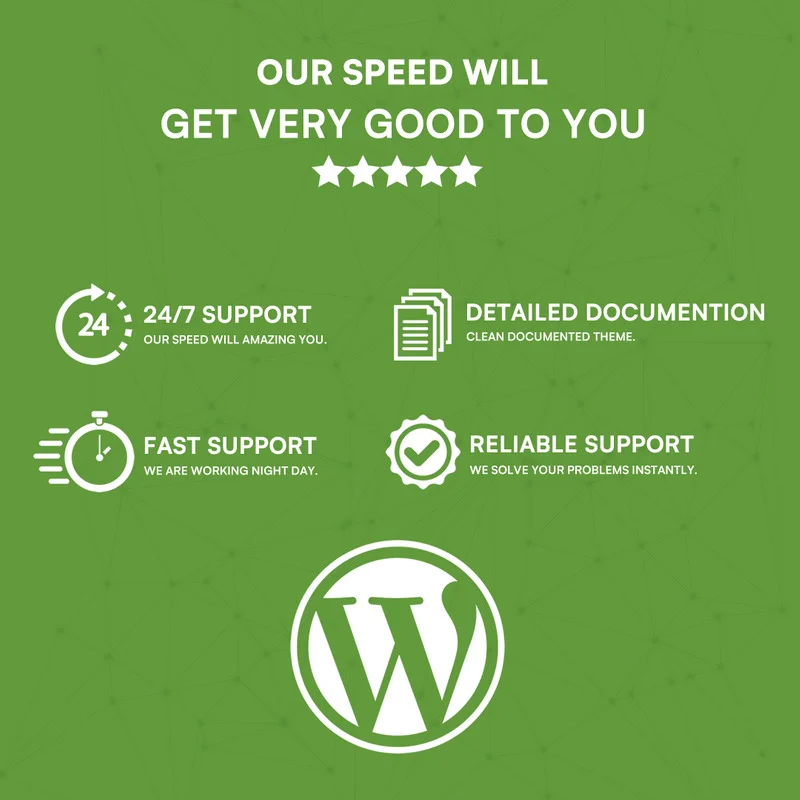 OUR SPEED WILL
GET VERY GOOD TO YOU
24
24/7 SUPPORT
OUR SPEED WILL AMAZING YOU.
DETAILED DOCUMENTION
CLEAN DOCUMENTED THEME.
FAST SUPPORT
WE ARE WORKING NIGHT DAY.
RELIABLE SUPPORT
WE SOLVE YOUR PROBLEMS INSTANTLY.
W